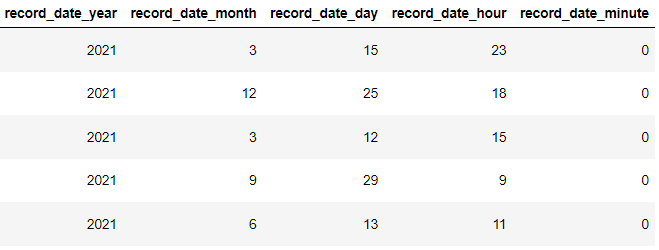 record_date_year record_date_month record_date_day record_date_hour record_date_minute
2021 3 15 23 0
2021 12 25 18 0
2021 3 12 15 0
2021 9 29 9 0
2021 6 13 11 0